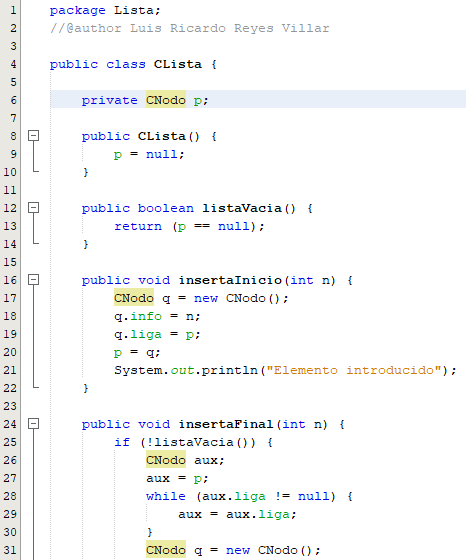 1 package Lista;
2 //@author Luis Ricardo Reyes Villar
3
4 public class CLista {
5
6 private CNodo p;
7
8 public CLista() {
9 p = null;
10 }
11
12 public boolean listaVacia() {
13 return (p == null);
14 }
15
16 public void insertaInicio(int n) {
17 CNodo q = new CNodo();
18 q.info = n;
19 q.liga = p;
20 p = q;
21 System.out.println("Elemento introducido");
22 }
23
24 public void insertaFinal(int n) {
25 if (!listaVacia()) {
26 CNodo aux;
27 aux = p;
28 while (aux.liga != null) {
29 aux = aux.liga;
30 }
31 CNodo q = new CNodo();